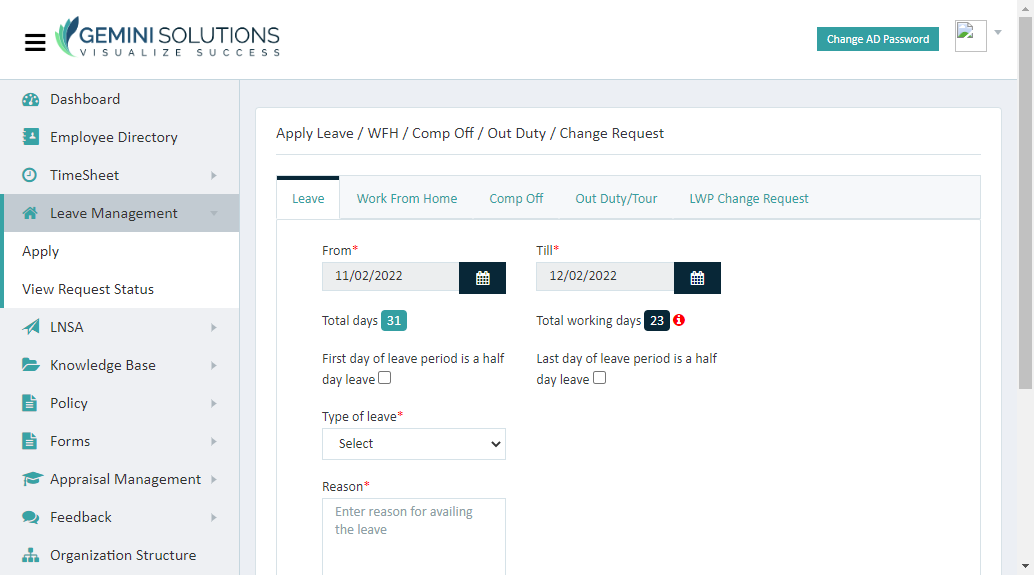 GEMINI SOLUTIONS
VISUALIZE SUCCESS
Change AD Password
Dashboard
Employee Directory
TimeSheet
Leave Management
Apply
View Request Status
LNSA
Knowledge Base
Policy
Forms
Appraisal Management
Feedback
Organization Structure
Apply Leave / WFH / Comp Off / Out Duty / Change Request
Leave Work From Home Comp Off Out Duty/Tour LWP Change Request
From* Till*
11/02/2022 12/02/2022
Total days 31 Total working days 23
First day of leave period is a half
day leave
Last day of leave period is a half
day leave
Type of leave*
Select
Reason*
Enter reason for availing
the leave